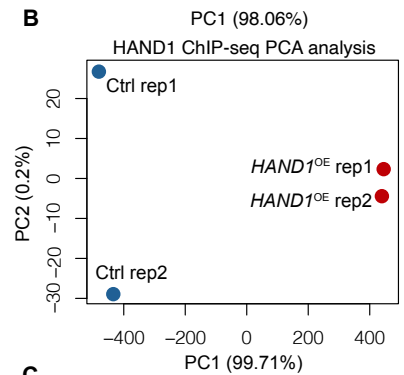 B
PC1 (98.06%)
HAND1 ChIP-seq PCA analysis
Ctrl rep1
HAND1OE rep1
HAND1OE rep2
Ctrl rep2
PC2 (0.2%)
20
10
0
−10
−20
−30
−400 −200 0 200 400
PC1 (99.71%)